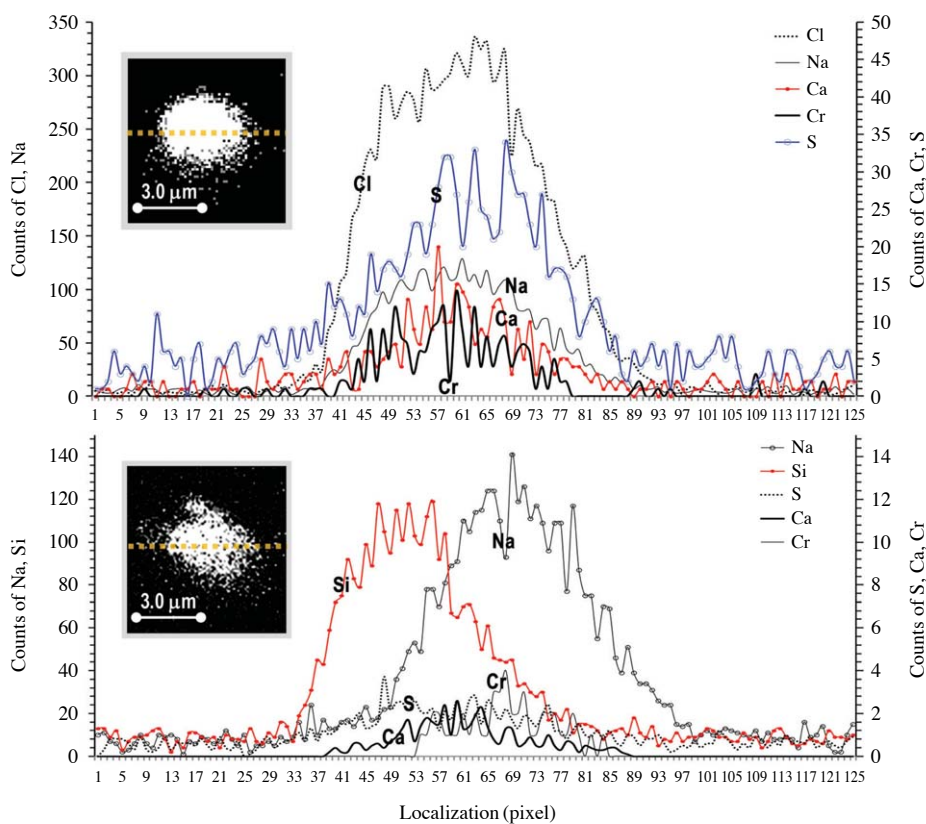 350
300
250
200
150
100
50
0
Counts of Cl, Na
50
45
40
35
30
25
20
15
10
5
0
Counts of Ca, Cr, S
Cl
Na
Ca
Cr
S
3.0 μm
Cl
S
Na
Ca
Cr
1 5 9 13 17 21 25 29 33 37 41 45 49 53 57 61 65 69 73 77 81 85 89 93 97 101 105 109 113 117 121 125
140
120
100
80
60
40
20
0
Counts of Na, Si
14
12
10
8
6
4
2
0
Counts of S, Ca, Cr
Na
Si
S
Ca
Cr
3.0 μm
Na
Si
Cr
S
Ca
1 5 9 13 17 21 25 29 33 37 41 45 49 53 57 61 65 69 73 77 81 85 89 93 97 101 105 109 113 117 121 125
Localization (pixel)